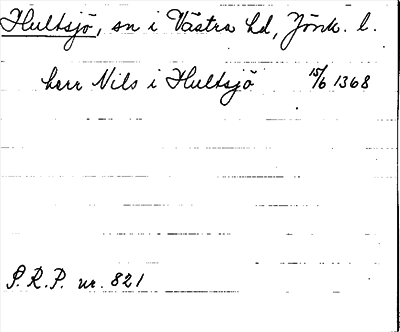 Hultsjö, sn i Västra hd, Jönk. l.
herr Nils i Hultsjö 15/6 1368
S.R.P. nr. 821